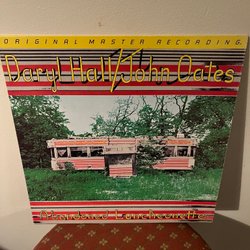 ORIGINAL MASTER RECORDING
Daryl Hall/John Oates
Abandoned Luncheonette